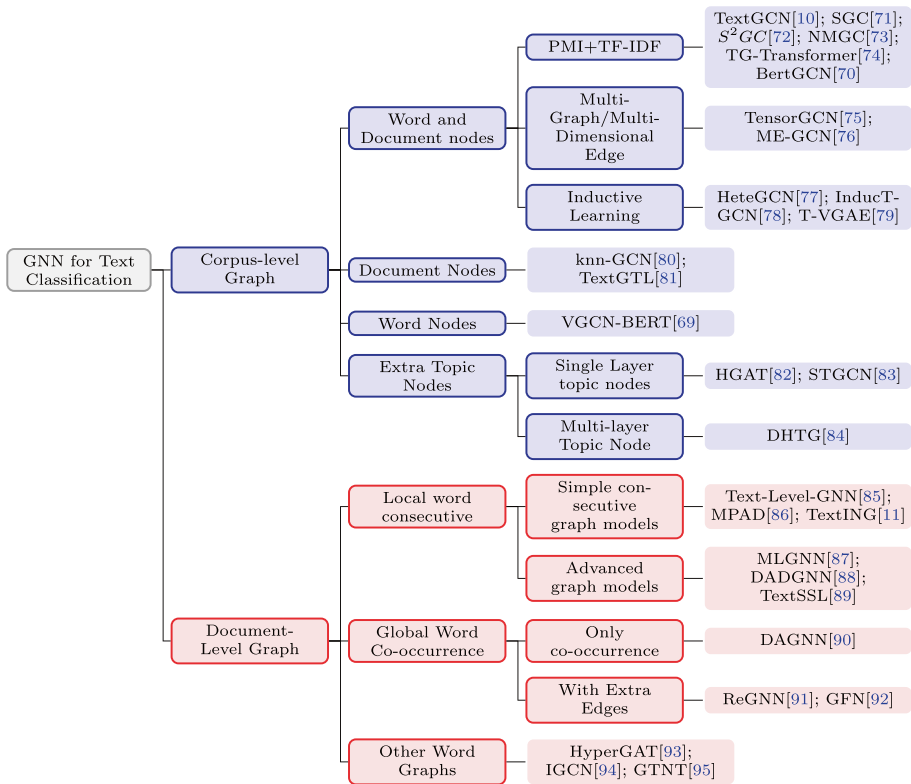 GNN for Text
Classification
Corpus-level
Graph
Word and
Document nodes
PMI+TF-IDF
TextGCN[10]; SGC[71];
S²GC[72]; NMGC[73];
TG-Transformer[74];
BertGCN[70]
Multi-
Graph/Multi-
Dimensional
Edge
TensorGCN[75];
ME-GCN[76]
Inductive
Learning
HeteGCN[77]; InducT-
GCN[78]; T-VGAE[79]
Document Nodes
knn-GCN[80];
TextGTL[81]
Word Nodes
VGCN-BERT[69]
Extra Topic
Nodes
Single Layer
topic nodes
HGAT[82]; STGCN[83]
Multi-layer
Topic Node
DHTG[84]
Document-
Level Graph
Local word
consecutive
Simple con-
secutive
graph models
Text-Level-GNN[85];
MPAD[86]; TextING[11]
Advanced
graph models
MLGNN[87];
DADGNN[88];
TextSSL[89]
Global Word
Co-occurrence
Only
co-occurrence
DAGNN[90]
With Extra
Edges
ReGNN[91]; GFN[92]
Other Word
Graphs
HyperGAT[93];
IGCN[94]; GTNT[95]